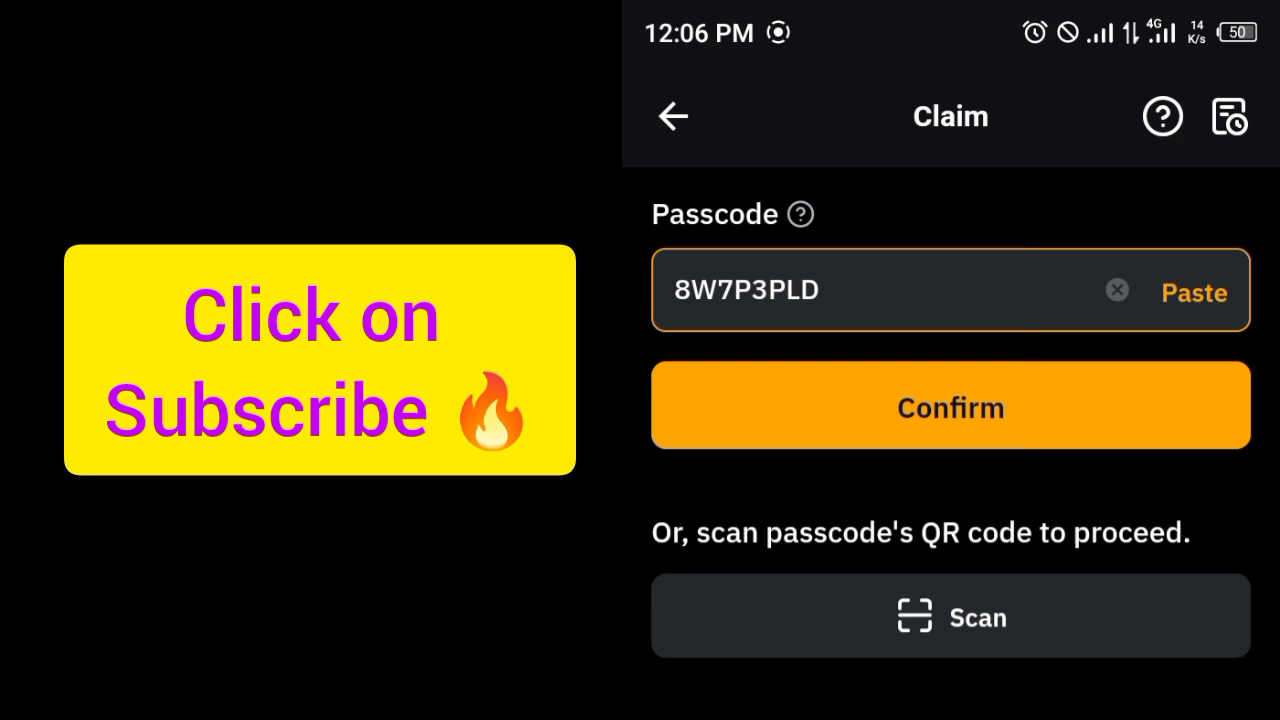 Click on
Subscribe 🔥
12:06 PM
4G
14
K/s
50
Claim
Passcode
8W7P3PLD
Paste
Confirm
Or, scan passcode's QR code to proceed.
Scan